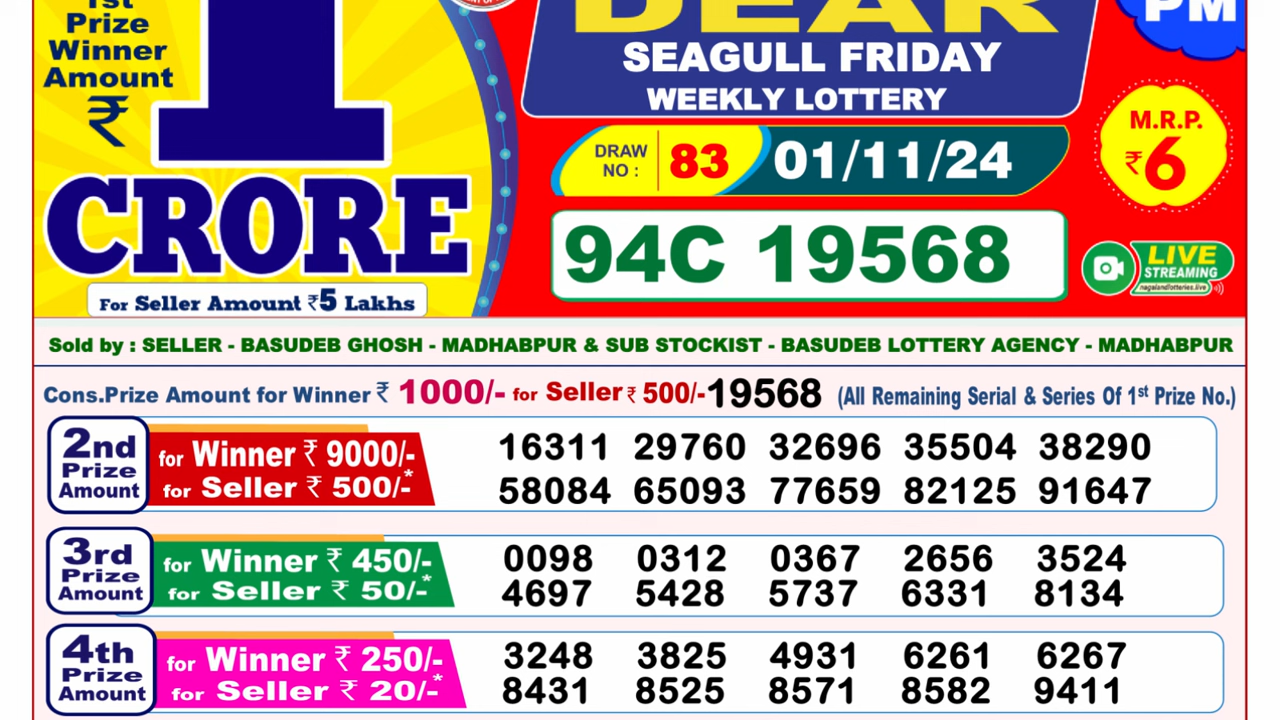 1st
Prize
Winner
Amount
₹
1
CRORE
For Seller Amount ₹5 Lakhs
DEAR
SEAGULL FRIDAY
WEEKLY LOTTERY
DRAW NO : 83 01/11/24
94C 19568
PM
M.R.P.
₹6
LIVE
STREAMING
nagalandlotteries.live
Sold by : SELLER - BASUDEB GHOSH - MADHABPUR & SUB STOCKIST - BASUDEB LOTTERY AGENCY - MADHABPUR
Cons.Prize Amount for Winner ₹ 1000/- for Seller ₹ 500/- 19568 (All Remaining Serial & Series Of 1st Prize No.)
2nd
Prize
Amount
for Winner ₹ 9000/-
for Seller ₹ 500/-*
16311 29760 32696 35504 38290
58084 65093 77659 82125 91647
3rd
Prize
Amount
for Winner ₹ 450/-
for Seller ₹ 50/-*
0098 0312 0367 2656 3524
4697 5428 5737 6331 8134
4th
Prize
Amount
for Winner ₹ 250/-
for Seller ₹ 20/-*
3248 3825 4931 6261 6267
8431 8525 8571 8582 9411